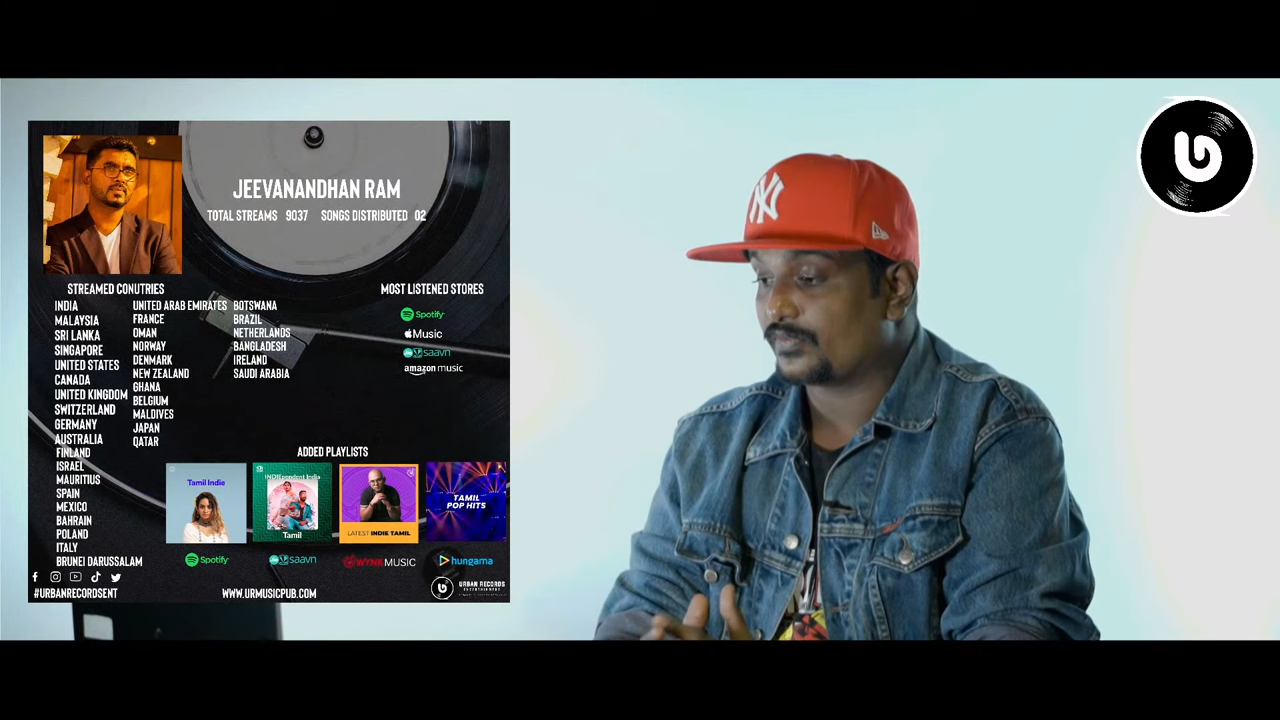 JEEVANANDHAN RAM
TOTAL STREAMS 9037 SONGS DISTRIBUTED 02
STREAMED CONUTRIES
INDIA
MALAYSIA
SRI LANKA
SINGAPORE
UNITED STATES
CANADA
UNITED KINGDOM
SWITZERLAND
GERMANY
AUSTRALIA
FINLAND
ISRAEL
MAURITIUS
SPAIN
MEXICO
BAHRAIN
POLAND
ITALY
BRUNEI DARUSSALAM
UNITED ARAB EMIRATES
FRANCE
OMAN
NORWAY
DENMARK
NEW ZEALAND
GHANA
BELGIUM
MALDIVES
JAPAN
QATAR
BOTSWANA
BRAZIL
NETHERLANDS
BANGLADESH
IRELAND
SAUDI ARABIA
MOST LISTENED STORES
Spotify
Music
saavn
amazon music
ADDED PLAYLISTS
Tamil Indie
INDIEpendent India
Tamil
LATEST INDIE TAMIL
TAMIL
POP HITS
Spotify
saavn
WYNK MUSIC
hungama
#URBANRECORDSENT
WWW.URMUSICPUB.COM
URBAN RECORDS
ENTERTAINMENT
NY